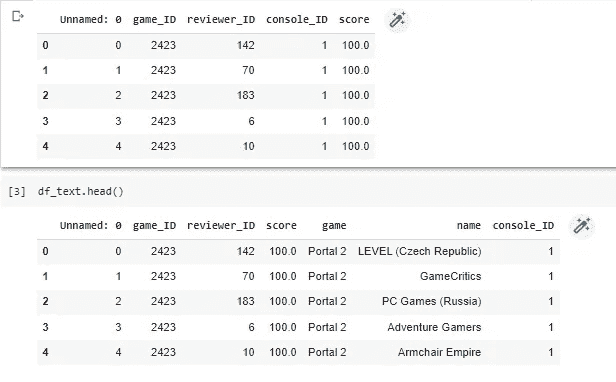 Unnamed: 0 game_ID reviewer_ID console_ID score
0 0 2423 142 1 100.0
1 1 2423 70 1 100.0
2 2 2423 183 1 100.0
3 3 2423 6 1 100.0
4 4 2423 10 1 100.0
[3] df_text.head()
Unnamed: 0 game_ID reviewer_ID score game name console_ID
0 0 2423 142 100.0 Portal 2 LEVEL (Czech Republic) 1
1 1 2423 70 100.0 Portal 2 GameCritics 1
2 2 2423 183 100.0 Portal 2 PC Games (Russia) 1
3 3 2423 6 100.0 Portal 2 Adventure Gamers 1
4 4 2423 10 100.0 Portal 2 Armchair Empire 1